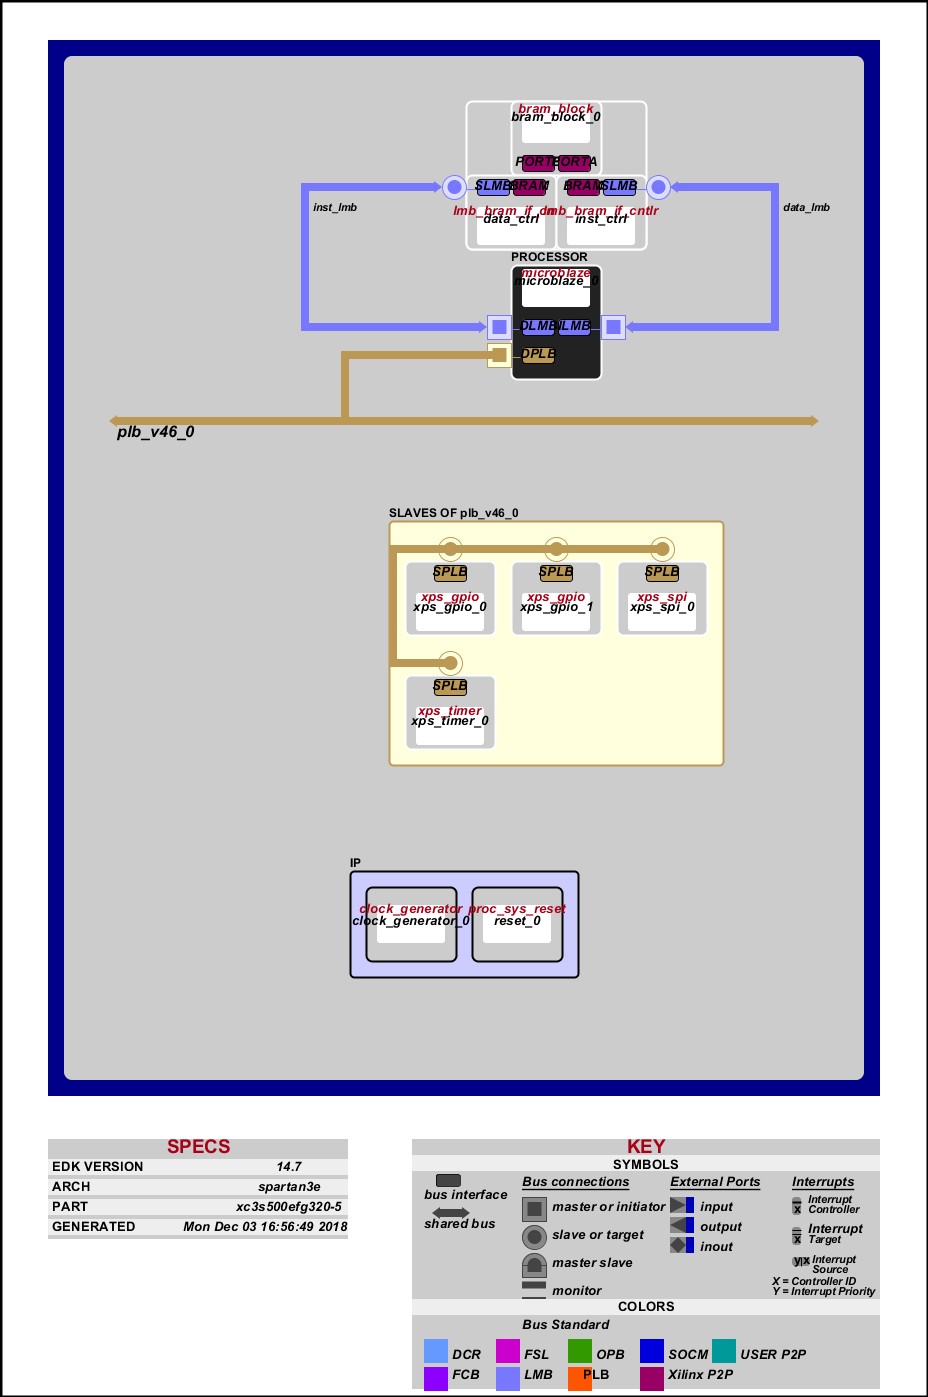 bram_block
bram_block_0
PORTB PORTA
SLMB BRAM BRAM SLMB
inst_lmb
data_lmb
lmb_bram_if_cntlr
data_ctrl inst_ctrl
PROCESSOR
microblaze
microblaze_0
DLMB ILMB
DPLB
plb_v46_0
SLAVES OF plb_v46_0
SPLB SPLB SPLB
xps_gpio xps_gpio xps_spi
xps_gpio_0 xps_gpio_1 xps_spi_0
SPLB
xps_timer
xps_timer_0
IP
clock_generator proc_sys_reset
clock_generator_0 reset_0
SPECS
EDK VERSION 14.7
ARCH spartan3e
PART xc3s500efg320-5
GENERATED Mon Dec 03 16:56:49 2018
KEY
SYMBOLS
bus interface
shared bus
Bus connections
master or initiator
slave or target
master slave
monitor
External Ports
input
output
inout
Interrupts
Interrupt
Controller
x
Interrupt
Target
x
y x Interrupt
Source
X = Controller ID
Y = Interrupt Priority
COLORS
Bus Standard
DCR FSL OPB SOCM USER P2P
FCB LMB PLB Xilinx P2P